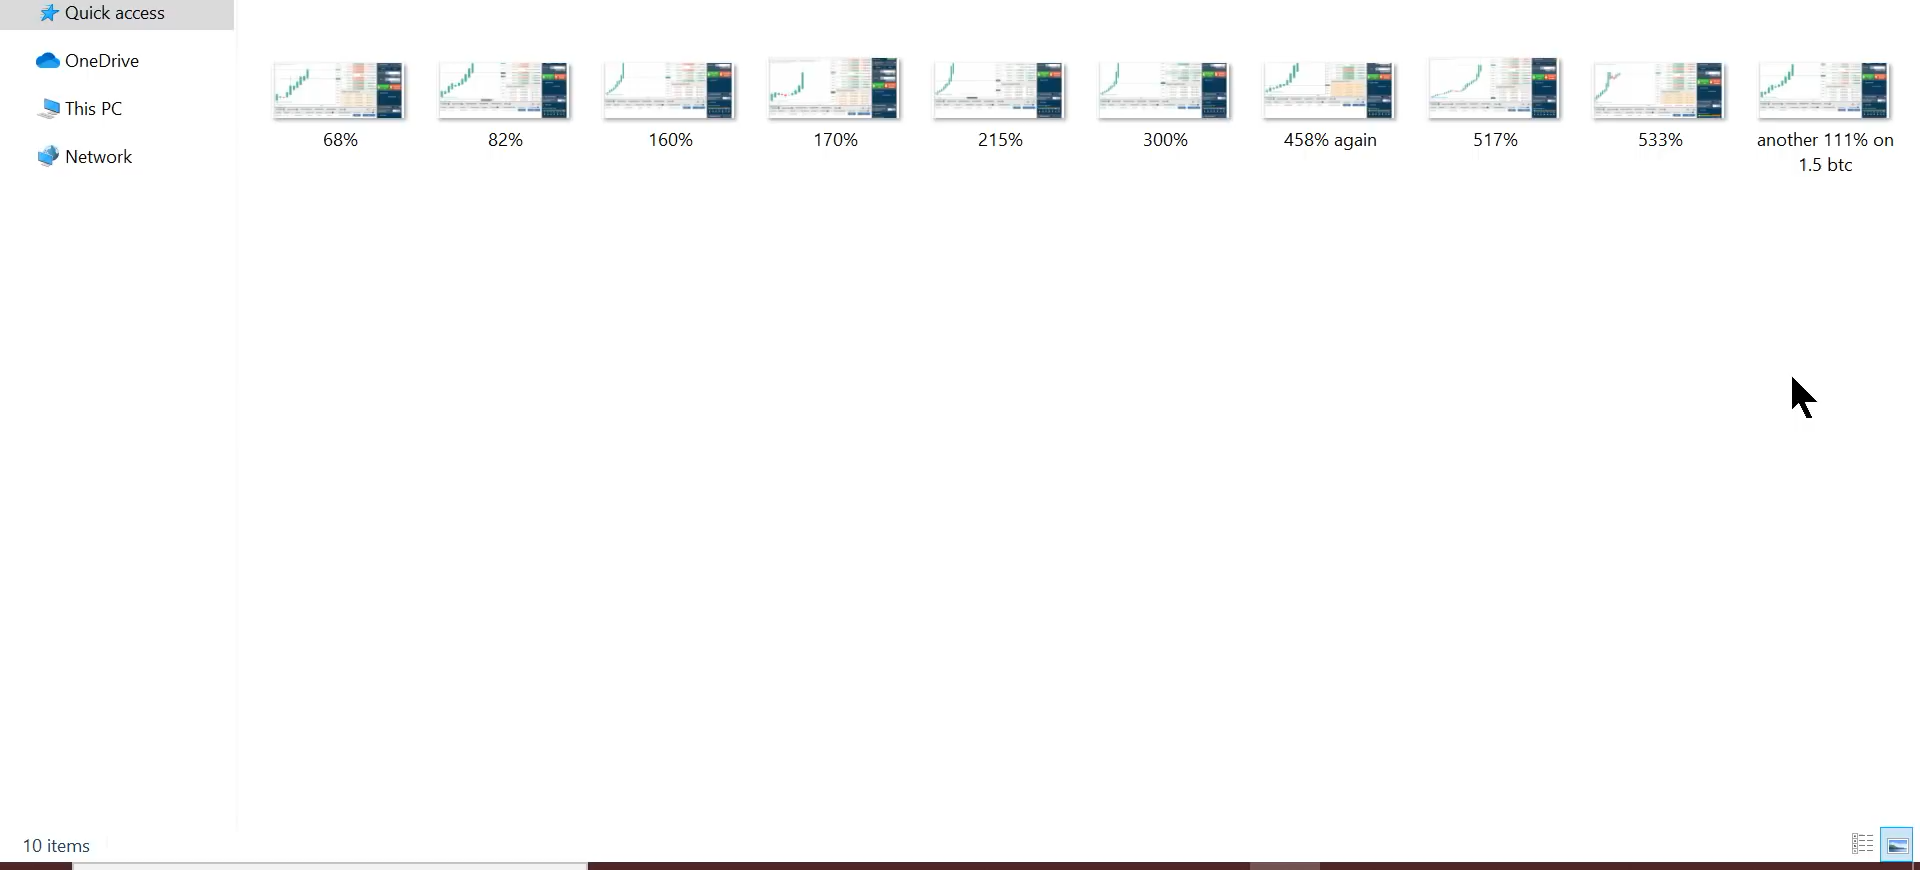 Quick access
OneDrive
This PC
Network
68%
82%
160%
170%
215%
300%
458% again
517%
533%
another 111% on
1.5 btc
10 items